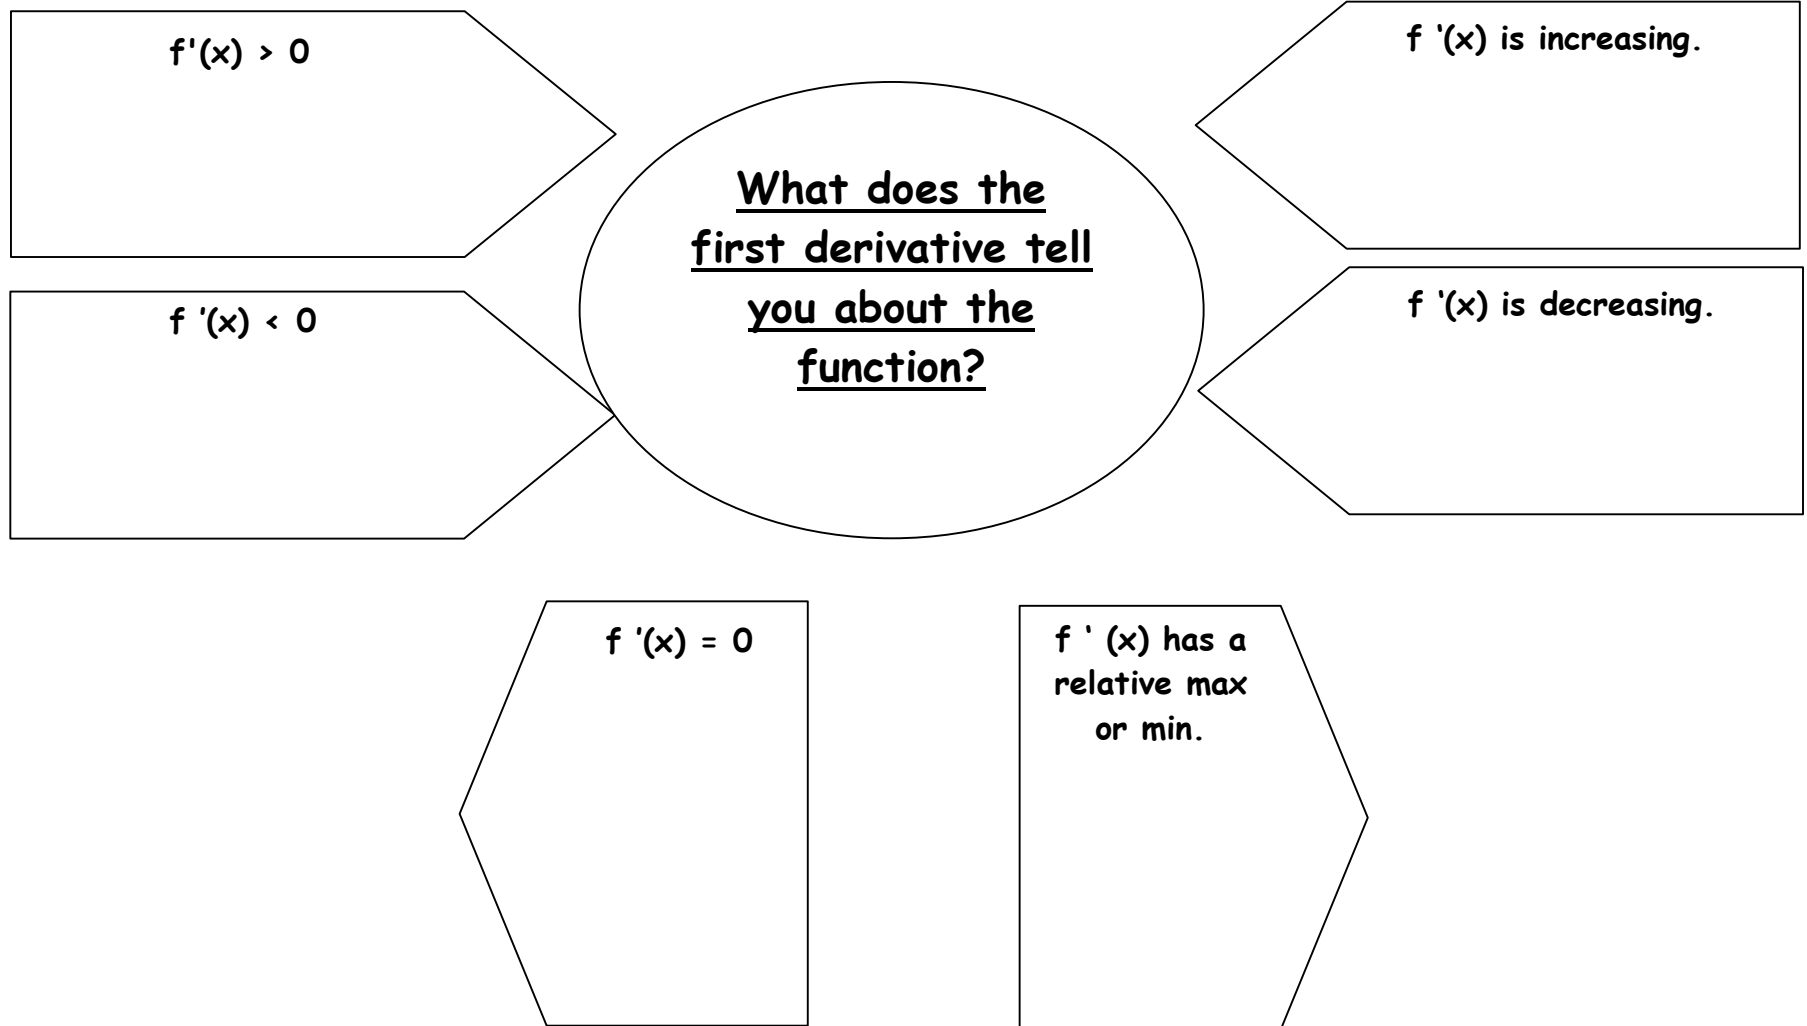 f'(x) > 0
f '(x) < 0
What does the
first derivative tell
you about the
function?
f ‘(x) is increasing.
f ‘(x) is decreasing.
f '(x) = 0
f ‘ (x) has a
relative max
or min.